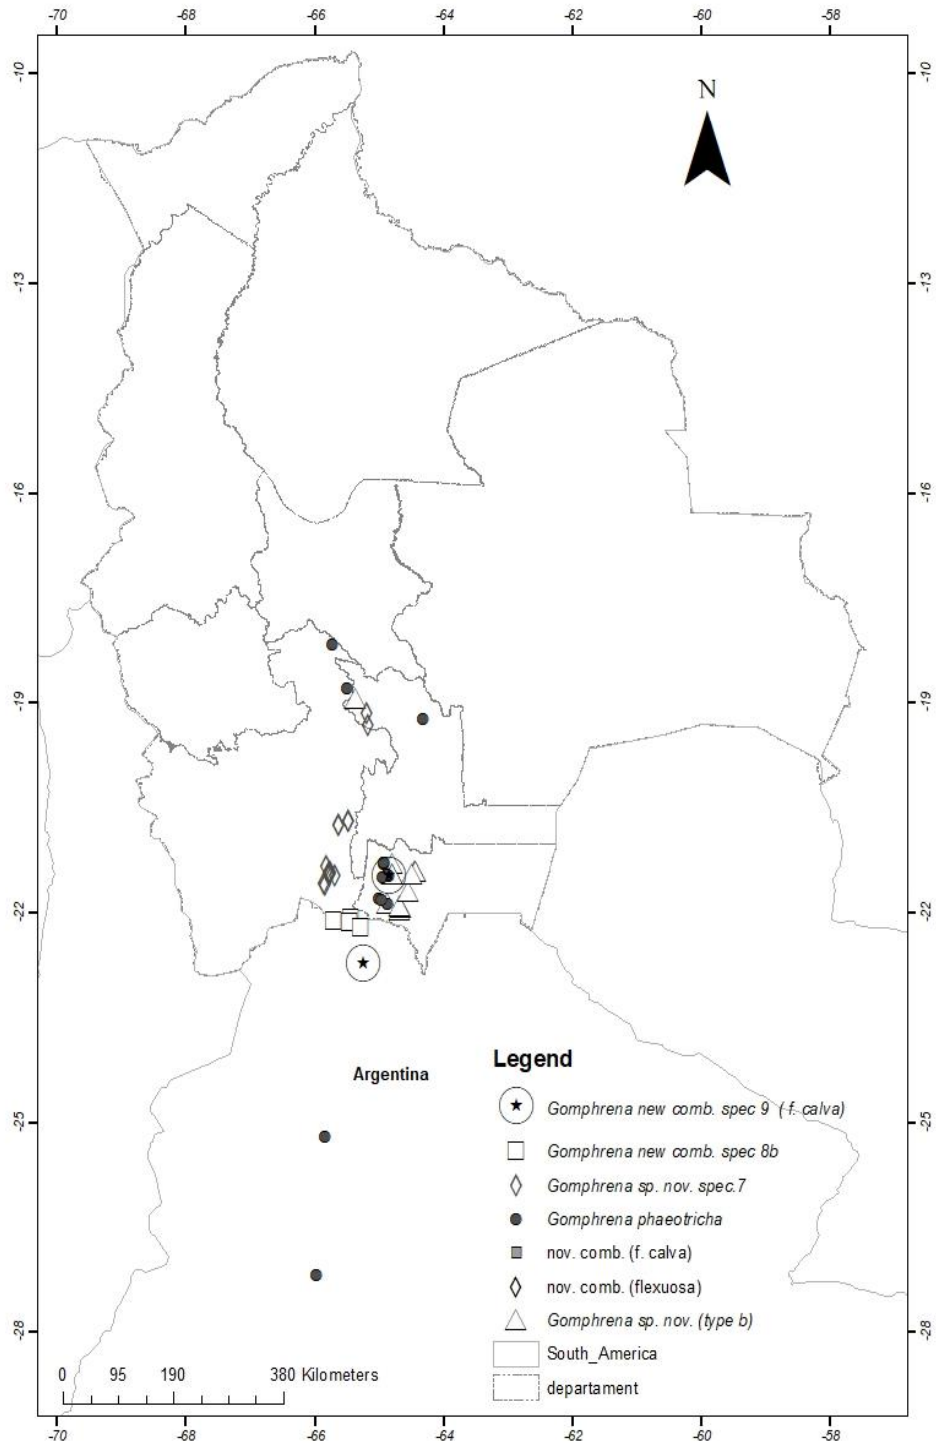 -70 -68 -66 -64 -62 -60 -58
N
-10 -10
-13 -13
-16 -16
-19 -19
-22 -22
Argentina
Legend
Gomphrena new comb. spec 9 (f. calva)
-25 -25
Gomphrena new comb. spec 8b
Gomphrena sp. nov. spec.7
Gomphrena phaeotricha
nov. comb. (f. calva)
nov. comb. (flexuosa)
Gomphrena sp. nov. (type b)
-28 -28
South_America
0 95 190 380 Kilometers
departament
-70 -68 -66 -64 -62 -60 -58